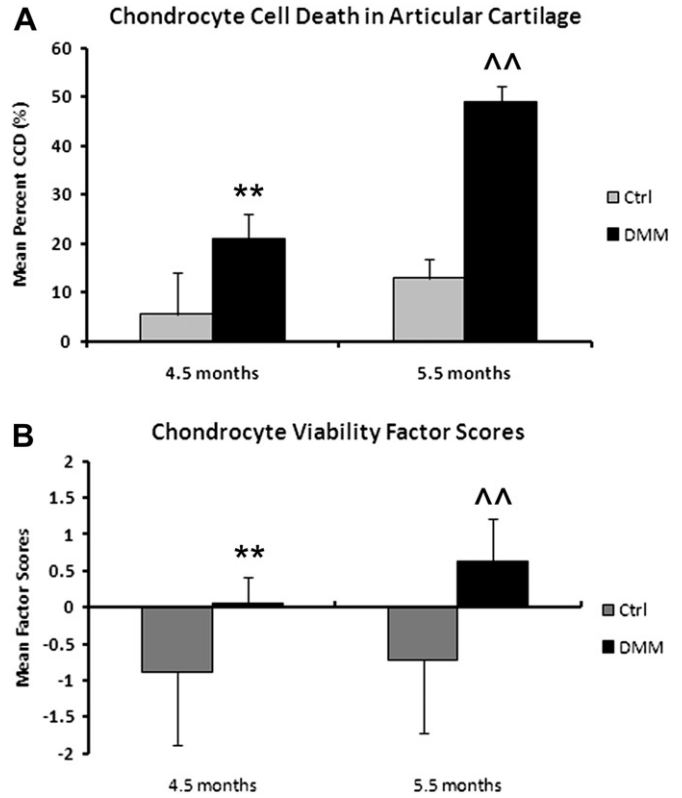 A
Chondrocyte Cell Death in Articular Cartilage
Mean Percent CCD (%)
60
50
40
30
20
10
0
**
^^
4.5 months
5.5 months
Ctrl
DMM
B
Chondrocyte Viability Factor Scores
Mean Factor Scores
2
1.5
1
0.5
0
-0.5
-1
-1.5
-2
**
^^
4.5 months
5.5 months
Ctrl
DMM